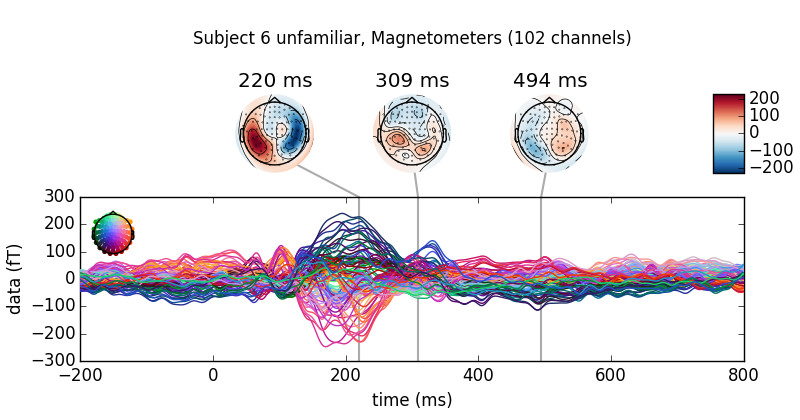 Subject 6 unfamiliar, Magnetometers (102 channels)
220 ms 309 ms 494 ms
200
100
0
−100
−200
300
200
100
0
−100
−200
−300
data (fT)
−200 0 200 400 600 800
time (ms)